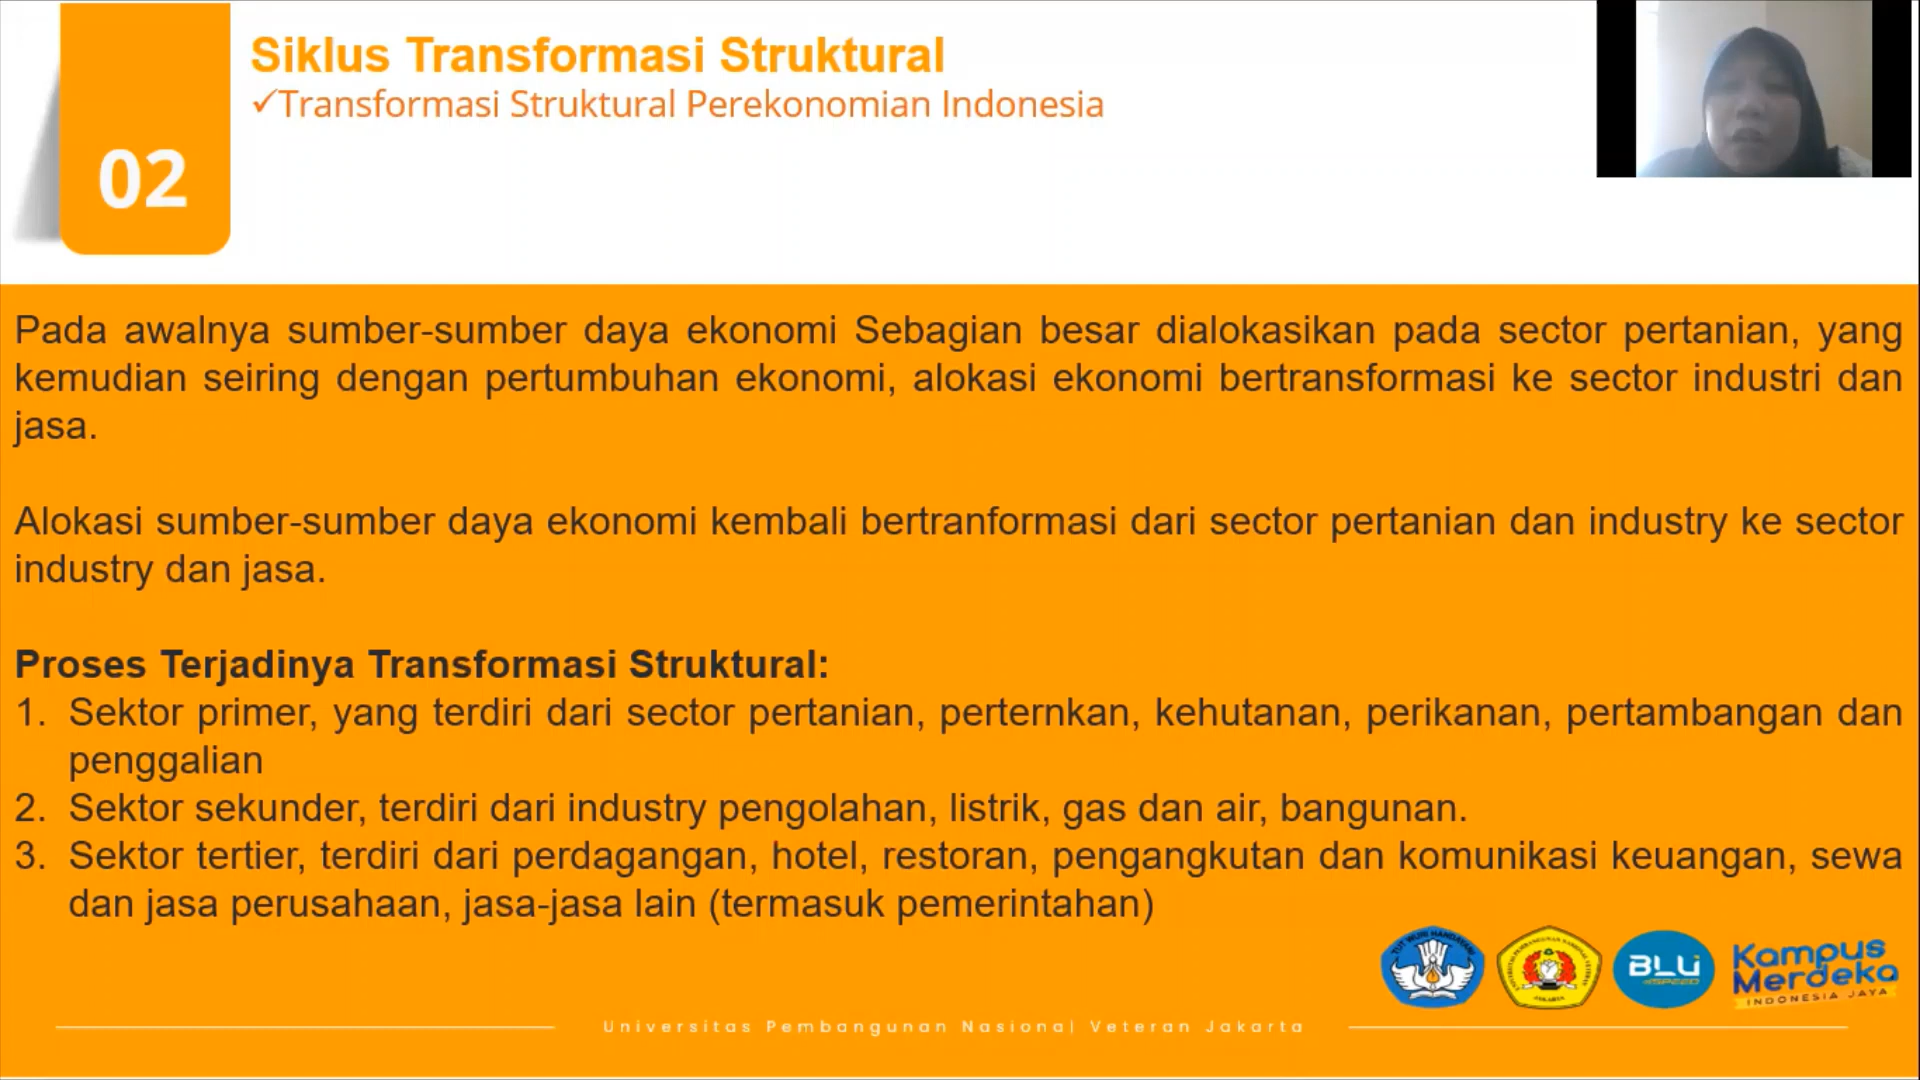 02
Siklus Transformasi Struktural
✓Transformasi Struktural Perekonomian Indonesia
Pada awalnya sumber-sumber daya ekonomi Sebagian besar dialokasikan pada sector pertanian, yang
kemudian seiring dengan pertumbuhan ekonomi, alokasi ekonomi bertransformasi ke sector industri dan
jasa.
Alokasi sumber-sumber daya ekonomi kembali bertranformasi dari sector pertanian dan industry ke sector
industry dan jasa.
Proses Terjadinya Transformasi Struktural:
1. Sektor primer, yang terdiri dari sector pertanian, perternkan, kehutanan, perikanan, pertambangan dan
penggalian
2. Sektor sekunder, terdiri dari industry pengolahan, listrik, gas dan air, bangunan.
3. Sektor tertier, terdiri dari perdagangan, hotel, restoran, pengangkutan dan komunikasi keuangan, sewa
dan jasa perusahaan, jasa-jasa lain (termasuk pemerintahan)
TUT WURI HANDAYANI
JAKARTA
BLU
Kampus
Merdeka
INDONESIA JAYA
Universitas Pembangunan Nasional Veteran Jakarta